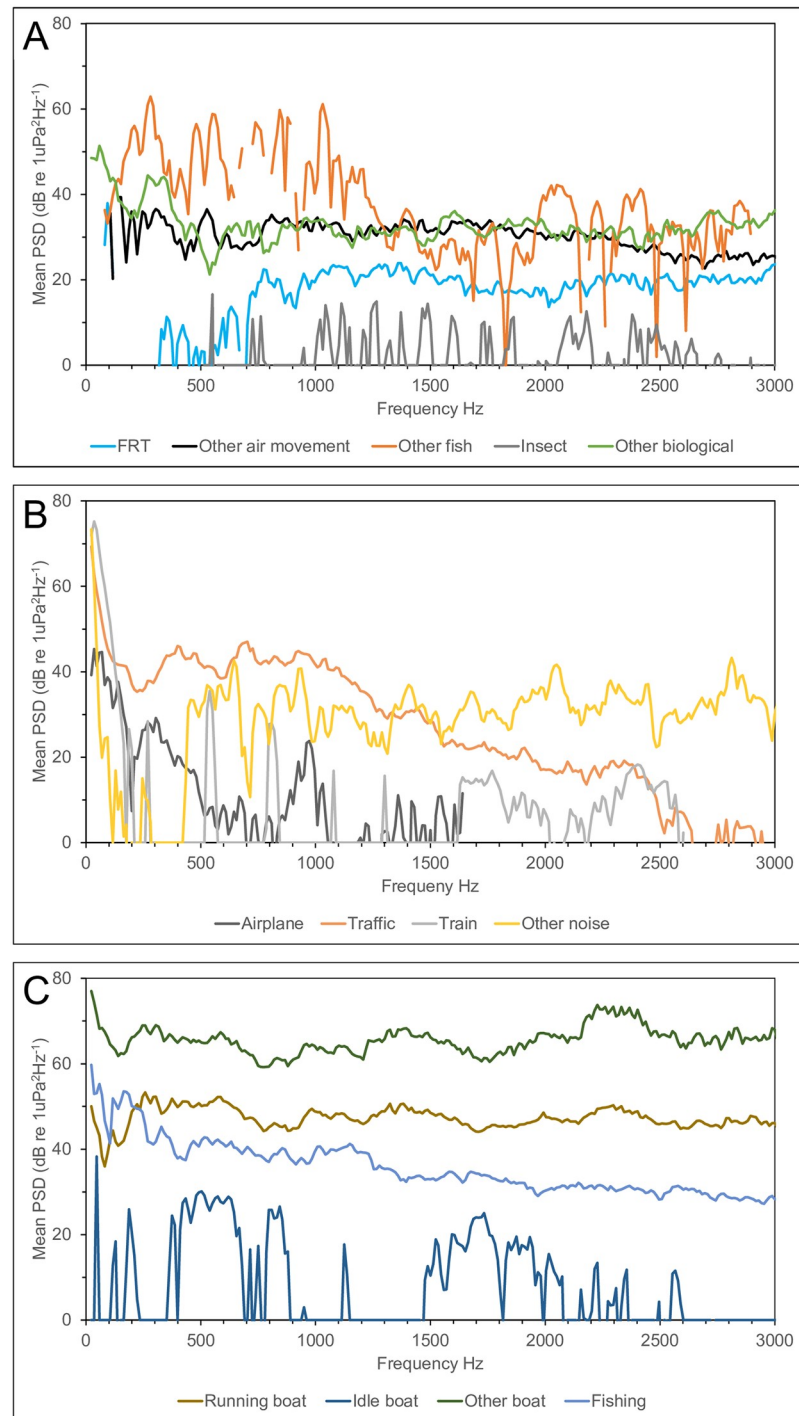 A
80
60
40
20
0
Mean PSD (dB re 1uPa²Hz⁻¹)
0 500 1000 1500 2000 2500 3000
Frequency Hz
FRT Other air movement Other fish Insect Other biological
B
80
60
40
20
0
Mean PSD (dB re 1uPa²Hz⁻¹)
0 500 1000 1500 2000 2500 3000
Frequeny Hz
Airplane Traffic Train Other noise
C
80
60
40
20
0
Mean PSD (dB re 1uPa²Hz⁻¹)
0 500 1000 1500 2000 2500 3000
Frequency Hz
Running boat Idle boat Other boat Fishing